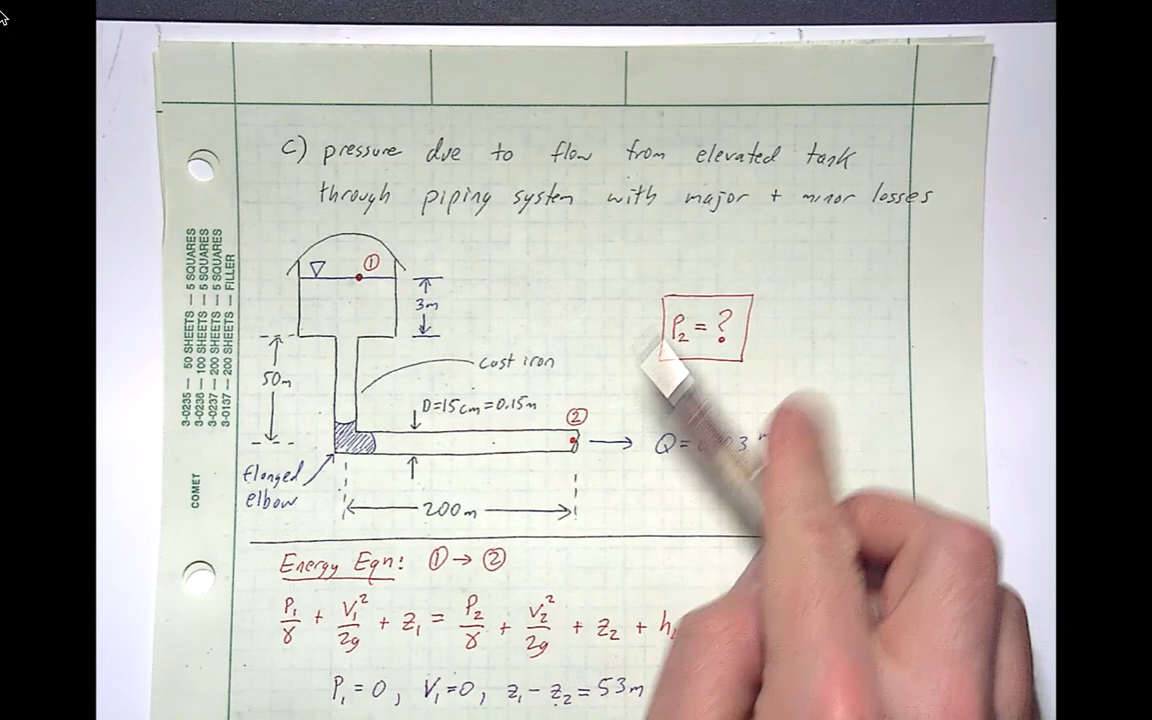 c) pressure due to flow from elevated tank
through piping system with major + minor losses
①
3m
P₂ = ?
50m
cast iron
D=15cm=0.15m
②
flanged
elbow
200m
Energy Eqn: ① → ②
P₁/γ + V₁²/2g + z₁ = P₂/γ + V₂²/2g + z₂ +
P₁ = 0, V₁=0, z₁ - z₂ = 53m
3-0235 — 50 SHEETS — 5 SQUARES
3-0236 — 100 SHEETS — 5 SQUARES
3-0237 — 200 SHEETS — 5 SQUARES
3-0137 — 200 SHEETS — FILLER
COMET